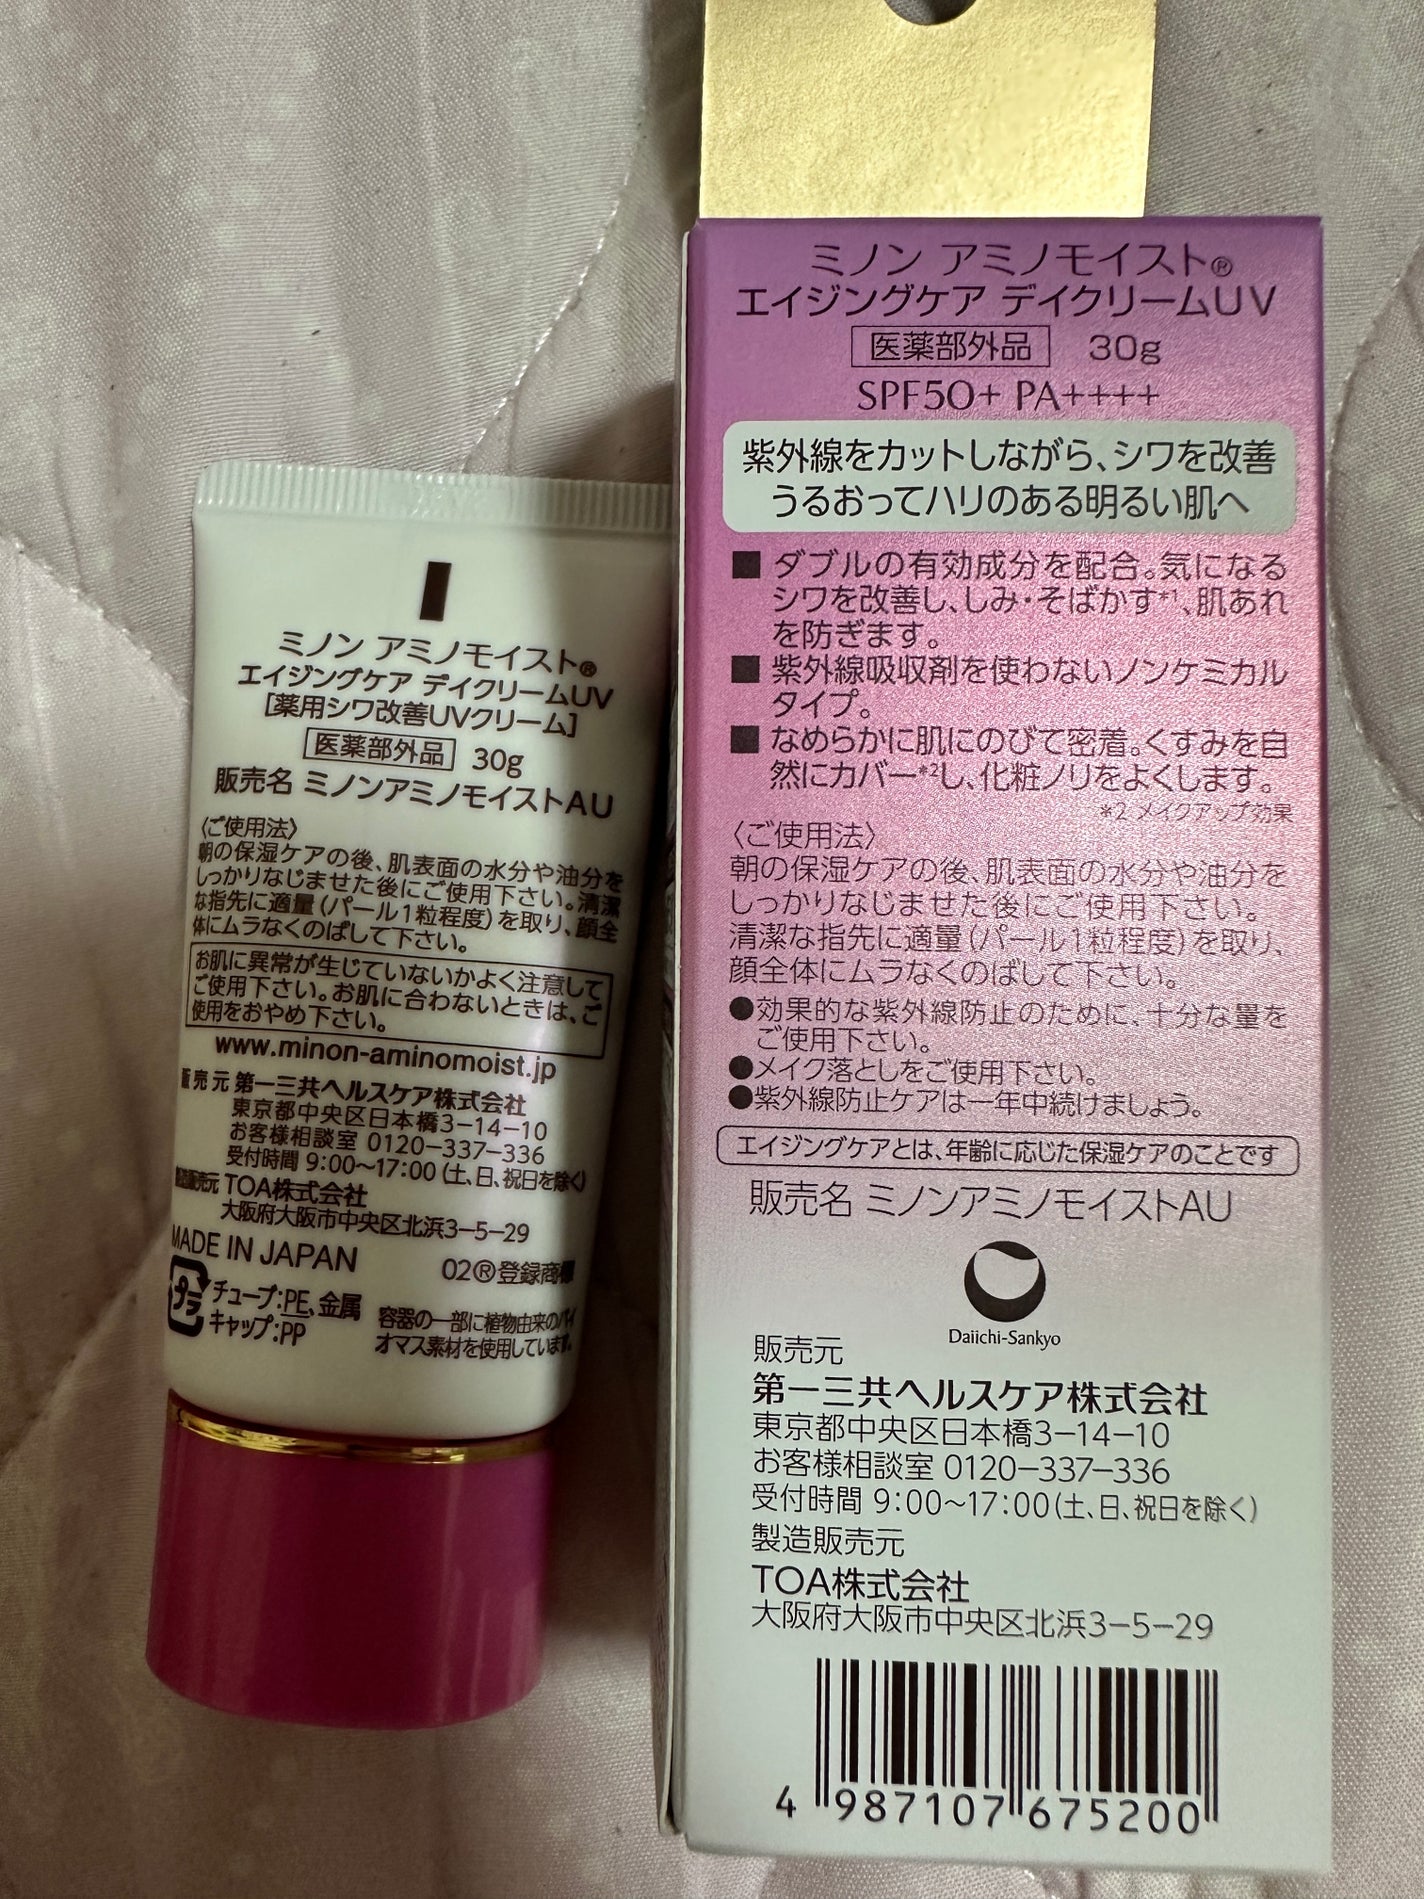 ミノン アミノモイスト®
エイジングケア デイクリームUV
[薬用シワ改善UVクリーム]
医薬部外品 30g
販売名 ミノンアミノモイストAU
〈ご使用法〉
朝の保湿ケアの後、肌表面の水分や油分を
しっかりなじませた後にご使用下さい。清潔
な指先に適量(パール1粒程度)を取り、顔全
体にムラなくのばして下さい。
お肌に異常が生じていないかよく注意して
ご使用下さい。お肌に合わないときは、ご
使用をおやめ下さい。
www.minon-aminomoist.jp
販売元 第一三共ヘルスケア株式会社
東京都中央区日本橋3-14-10
お客様相談室 0120-337-336
受付時間 9:00~17:00(土、日、祝日を除く)
製造販売元 TOA株式会社
大阪府大阪市中央区北浜3-5-29
MADE IN JAPAN
02®登録商標
プラ
チューブ:PE、金属
キャップ:PP
容器の一部に植物由来のバイ
オマス素材を使用しています。
ミノン アミノモイスト®
エイジングケア デイクリームUV
医薬部外品 30g
SPF50+ PA++++
紫外線をカットしながら、シワを改善
うるおってハリのある明るい肌へ
■ ダブルの有効成分を配合。気になる
シワを改善し、しみ・そばかす*1、肌あれ
を防ぎます。
■ 紫外線吸収剤を使わないノンケミカル
タイプ。
■ なめらかに肌にのびて密着。くすみを自
然にカバー*2し、化粧ノリをよくします。
*2 メイクアップ効果
〈ご使用法〉
朝の保湿ケアの後、肌表面の水分や油分を
しっかりなじませた後にご使用下さい。
清潔な指先に適量(パール1粒程度)を取り、
顔全体にムラなくのばして下さい。
●効果的な紫外線防止のために、十分な量を
ご使用下さい。
●メイク落としをご使用下さい。
●紫外線防止ケアは一年中続けましょう。
エイジングケアとは、年齢に応じた保湿ケアのことです
販売名 ミノンアミノモイストAU
Daiichi-Sankyo
販売元
第一三共ヘルスケア株式会社
東京都中央区日本橋3-14-10
お客様相談室 0120-337-336
受付時間 9:00~17:00(土、日、祝日を除く)
製造販売元
TOA株式会社
大阪府大阪市中央区北浜3-5-29
4 987107 675200